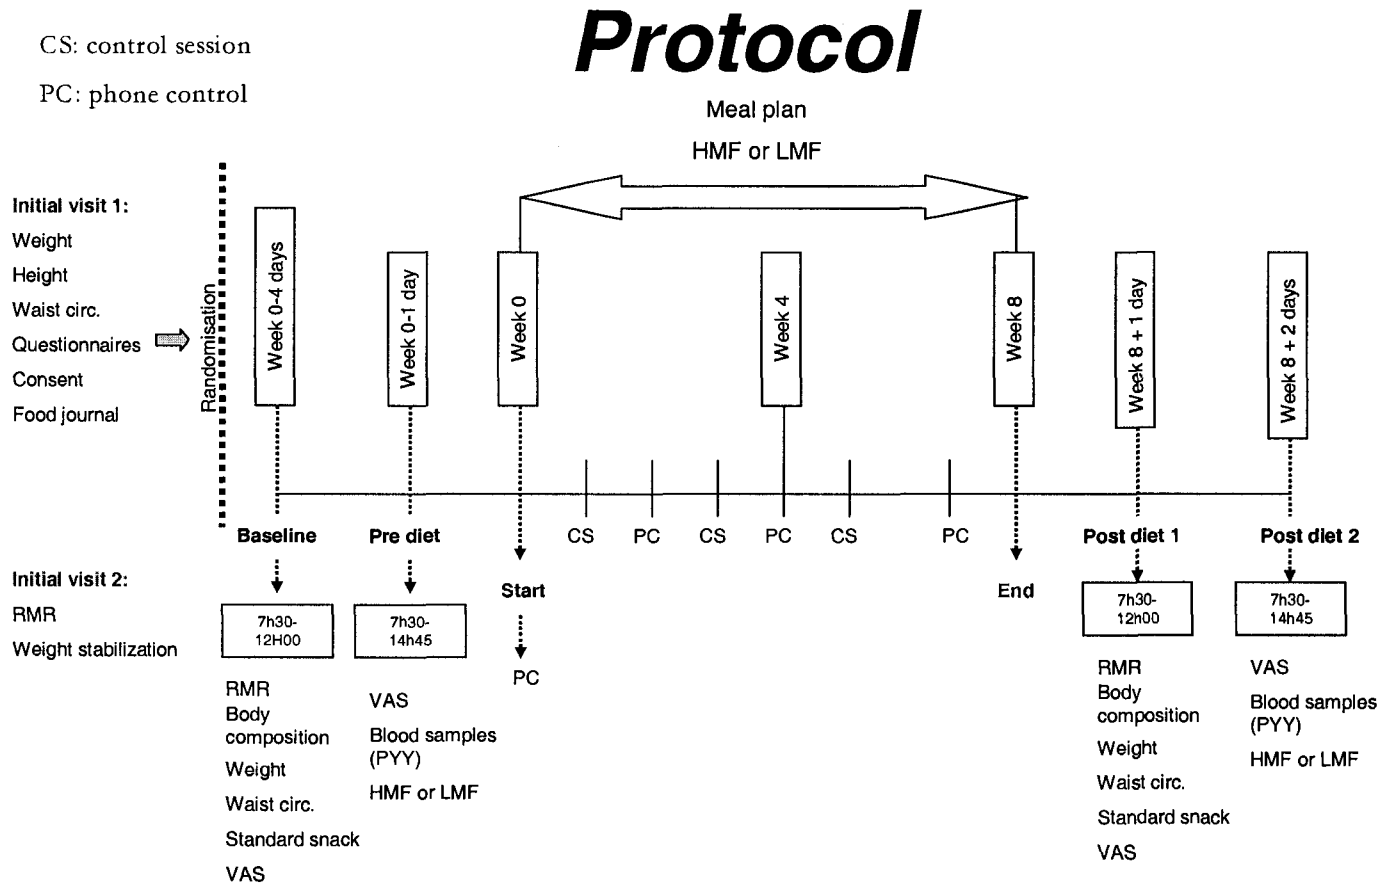 Protocol
CS: control session
PC: phone control
Meal plan
HMF or LMF
Initial visit 1:
Weight
Height
Waist circ.
Questionnaires
Consent
Food journal
Randomisation
Week 0-4 days
Week 0-1 day
Week 0
Week 4
Week 8
Week 8 + 1 day
Week 8 + 2 days
Baseline
Pre diet
CS
PC
CS
PC
CS
PC
Post diet 1
Post diet 2
Start
End
PC
Initial visit 2:
RMR
Weight stabilization
7h30-
12H00
RMR
Body
composition
Weight
Waist circ.
Standard snack
VAS
7h30-
14h45
VAS
Blood samples
(PYY)
HMF or LMF
7h30-
12h00
RMR
Body
composition
Weight
Waist circ.
Standard snack
VAS
7h30-
14h45
VAS
Blood samples
(PYY)
HMF or LMF